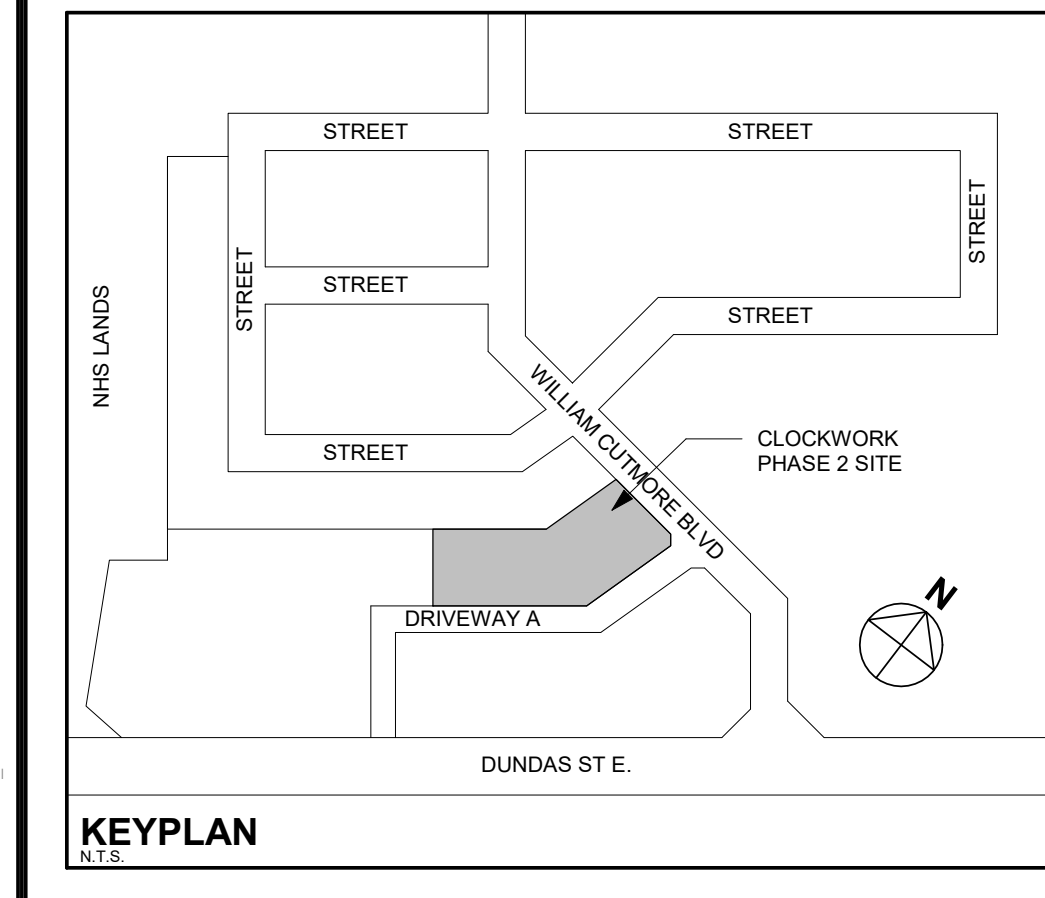 STREET
STREET
STREET
STREET
NHS LANDS
STREET
STREET
STREET
WILLIAM CUTMORE BLVD
CLOCKWORK
PHASE 2 SITE
STREET
N
DRIVEWAY A
DUNDAS ST E.
KEYPLAN
N.T.S.